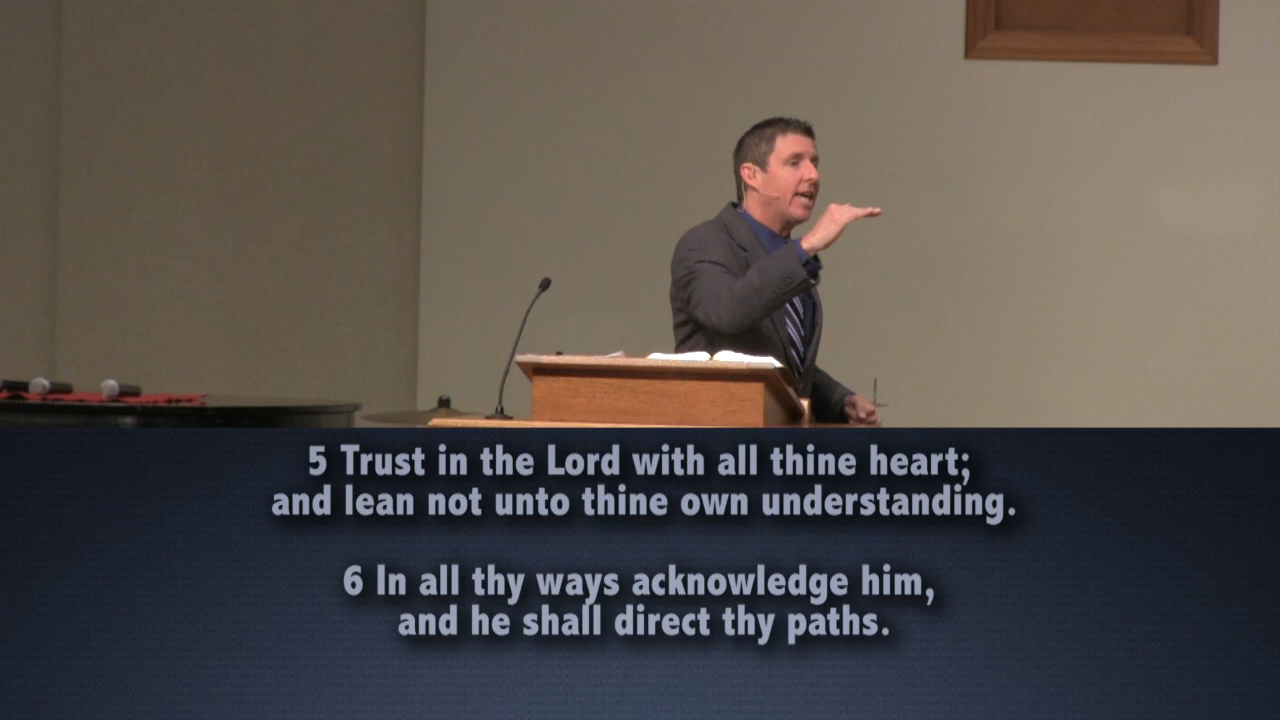 5 Trust in the Lord with all thine heart;
and lean not unto thine own understanding.
6 In all thy ways acknowledge him,
and he shall direct thy paths.